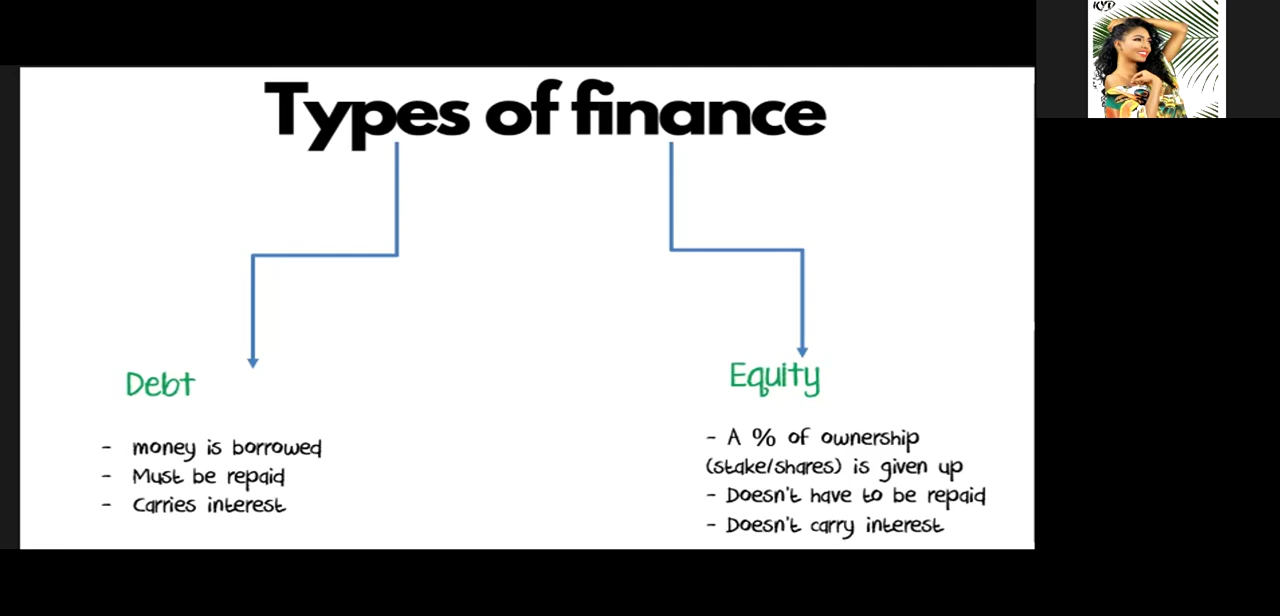 Types of finance
Debt
- money is borrowed
- Must be repaid
- Carries interest
Equity
- A % of ownership
(stake/shares) is given up
- Doesn't have to be repaid
- Doesn't carry interest
KYD